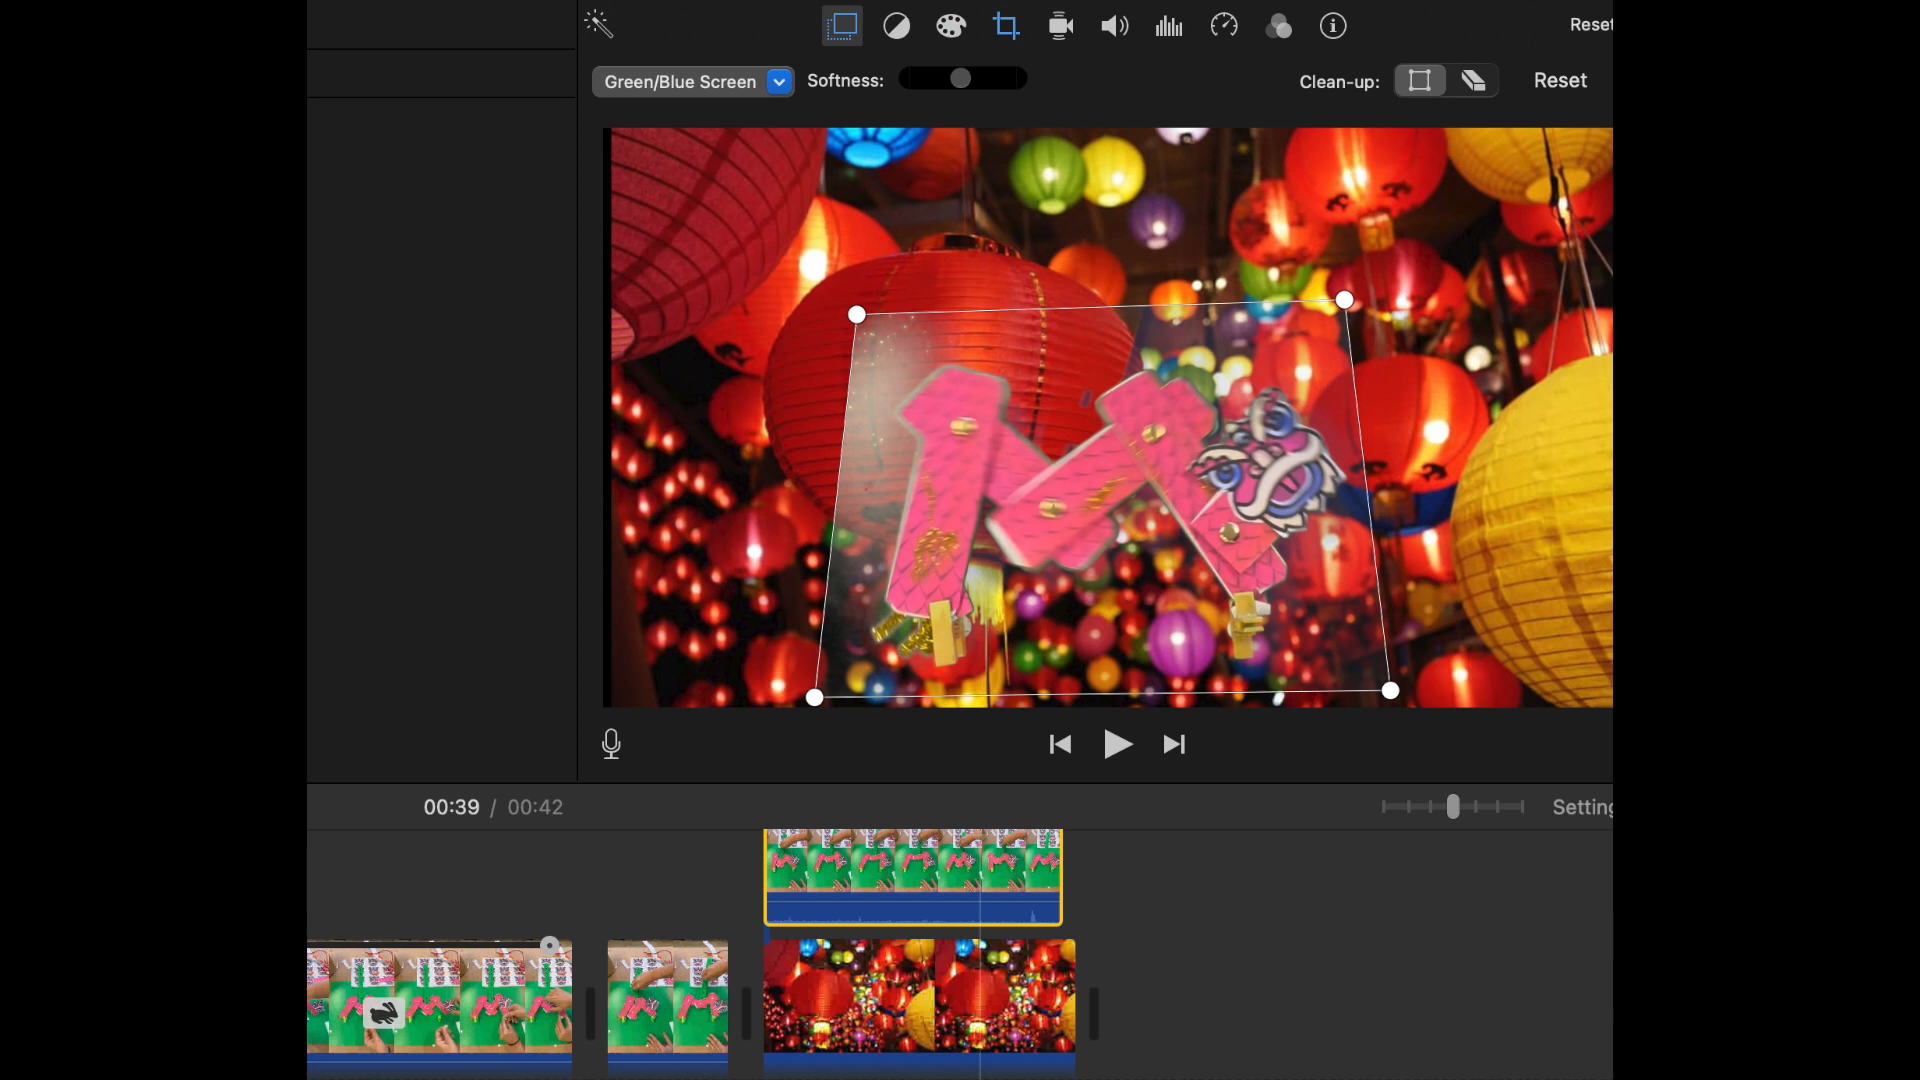 Reset
Green/Blue Screen Softness: Clean-up: Reset
00:39 / 00:42
Setting